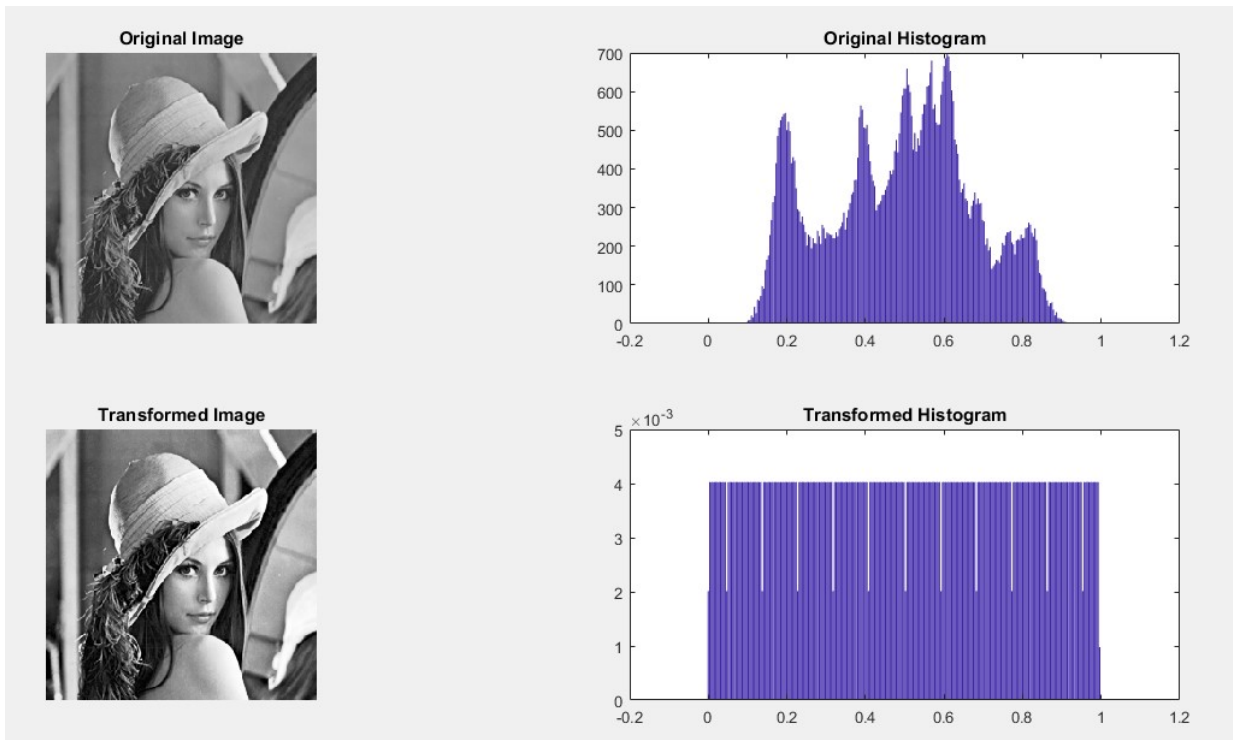 Original Image
Original Histogram
700
600
500
400
300
200
100
0
-0.2 0 0.2 0.4 0.6 0.8 1 1.2
Transformed Image
Transformed Histogram
×10-3
5
4
3
2
1
0
-0.2 0 0.2 0.4 0.6 0.8 1 1.2